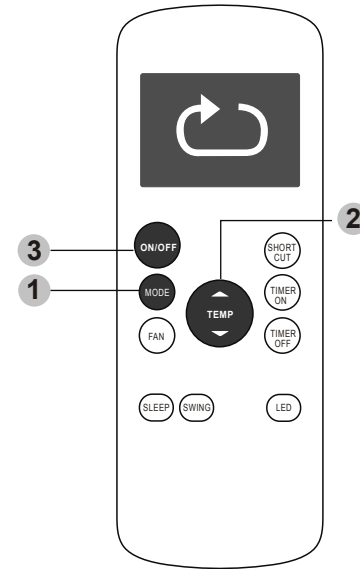 2
3
ON/OFF
SHORT
CUT
1
MODE
TEMP
TIMER
ON
FAN
TIMER
OFF
SLEEP
SWING
LED